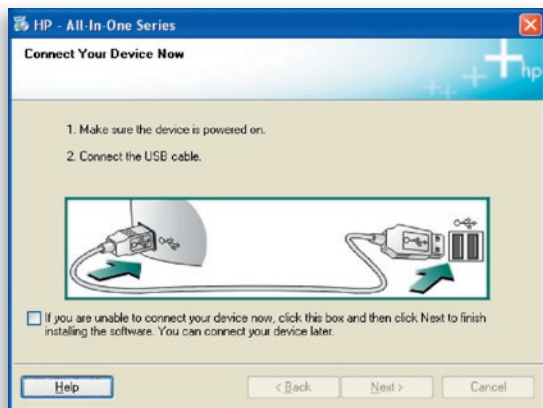 HP - All-In-One Series
Connect Your Device Now
hp
1. Make sure the device is powered on.
2. Connect the USB cable.
If you are unable to connect your device now, click this box and then click Next to finish
installing the software. You can connect your device later.
Help
< Back
Next >
Cancel